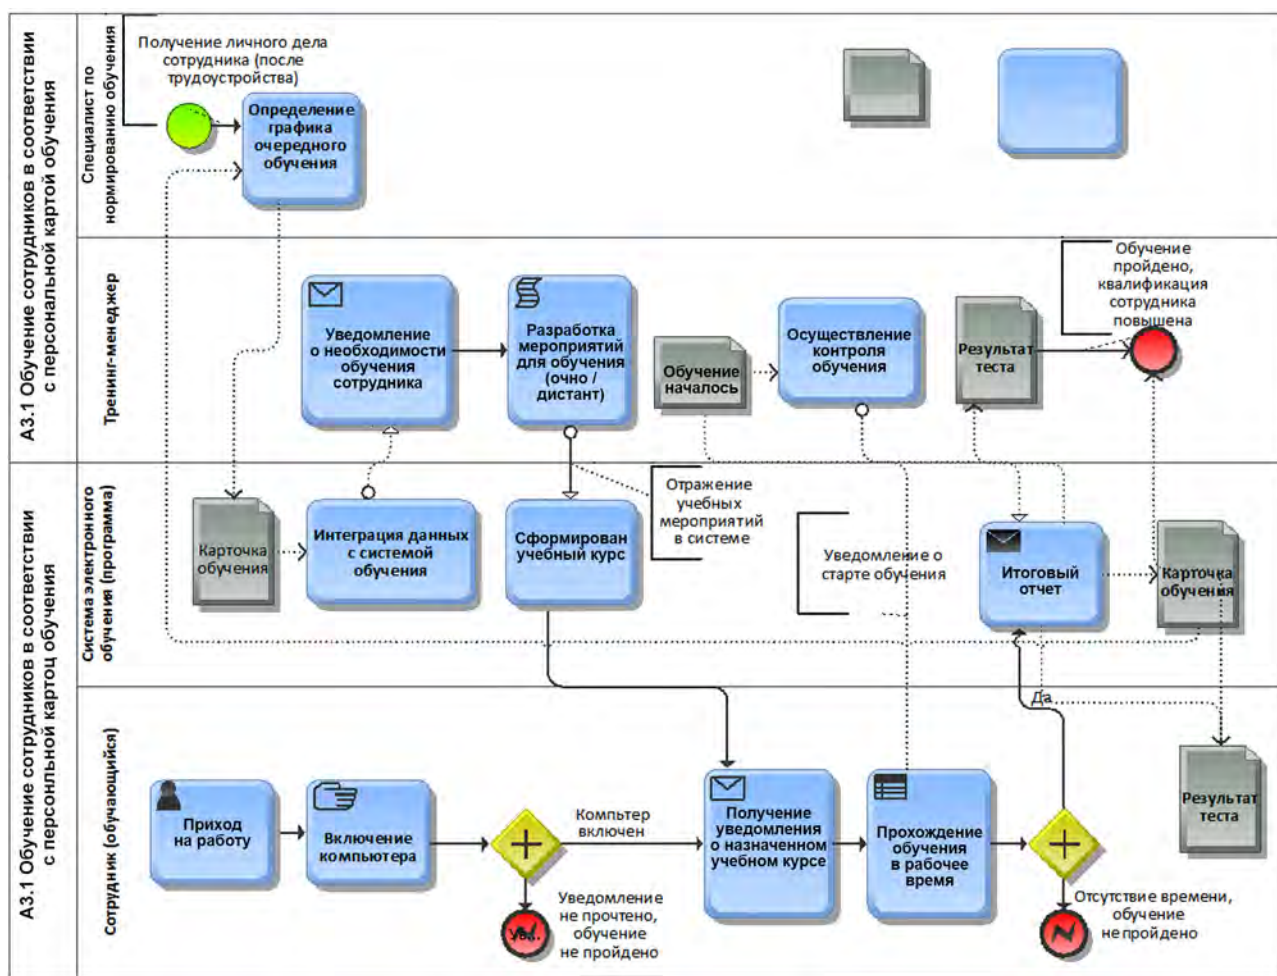 А3.1 Обучение сотрудников в соответствии
с персональной картой обучения
Специалист по
нормированию обучения
Получение личного дела
сотрудника (после
трудоустройства)
Определение
графика
очередного
обучения
Тренинг-менеджер
Уведомление
о необходимости
обучения
сотрудника
Разработка
мероприятий
для обучения
(очно /
дистант)
Обучение
началось
Осуществление
контроля
обучения
Результат
теста
Обучение
пройдено,
квалификация
сотрудника
повышена
А3.1 Обучение сотрудников в соответствии
с персональной картоц обучения
Система электронного
обучения (программа)
Карточка
обучения
Интеграция данных
с системой
обучения
Сформирован
учебный курс
Отражение
учебных
мероприятий
в системе
Уведомление о
старте обучения
Итоговый
отчет
Карточка
обучения
Да
Сотрудник (обучающийся)
Приход
на работу
Включение
компьютера
Компьтер
включен
Получение
уведомления
о назначенном
учебном курсе
Прохождение
обучения
в рабочее
время
Результат
теста
Ув...
Уведомление
не прочтено,
обучение
не пройдено
Отсутствие времени,
обучение
не пройдено